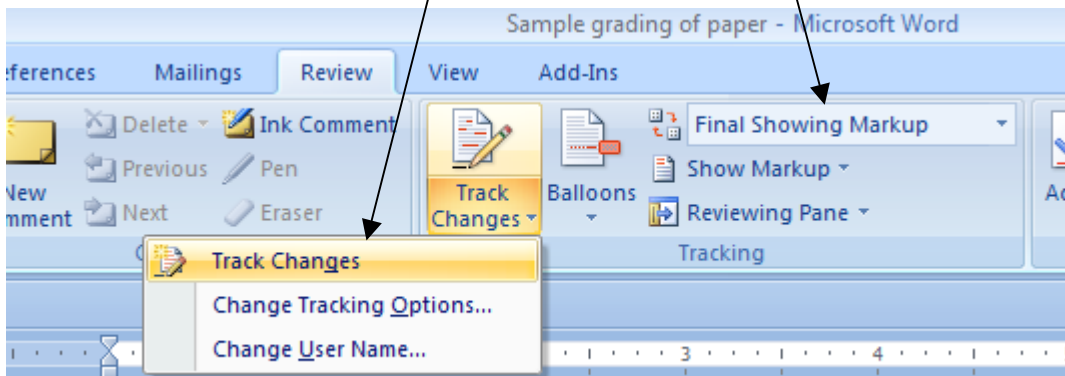 Sample grading of paper - Microsoft Word
eferences Mailings Review View Add-Ins
Delete Ink Comment Final Showing Markup
Previous Pen Show Markup
New Track Balloons
mment Next Eraser Changes Reviewing Pane
Tracking
Track Changes
Change Tracking Options...
Change User Name...
3 4